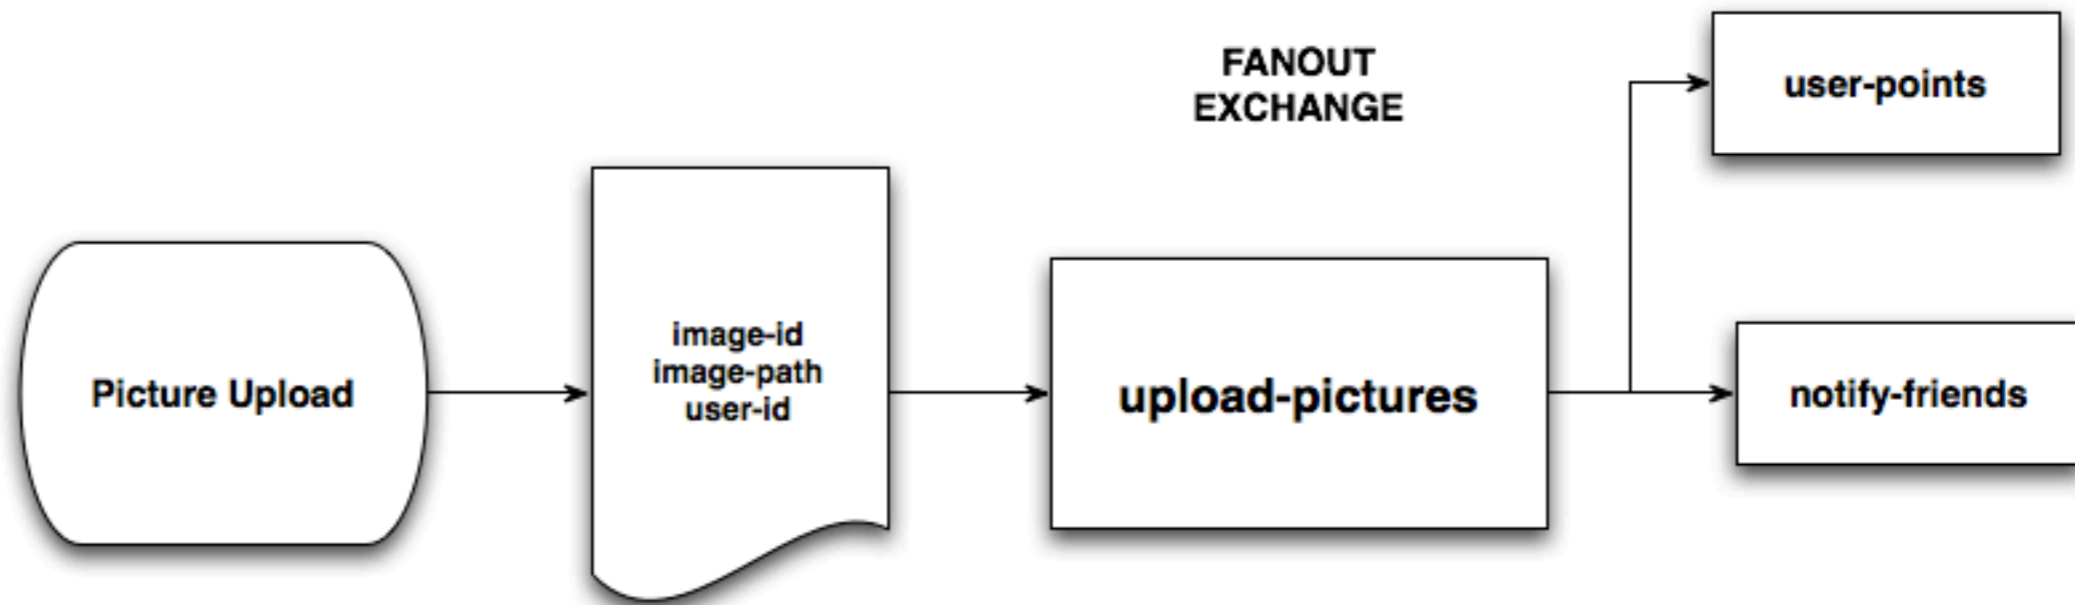 FANOUT
EXCHANGE
user-points
Picture Upload
image-id
image-path
user-id
upload-pictures
notify-friends